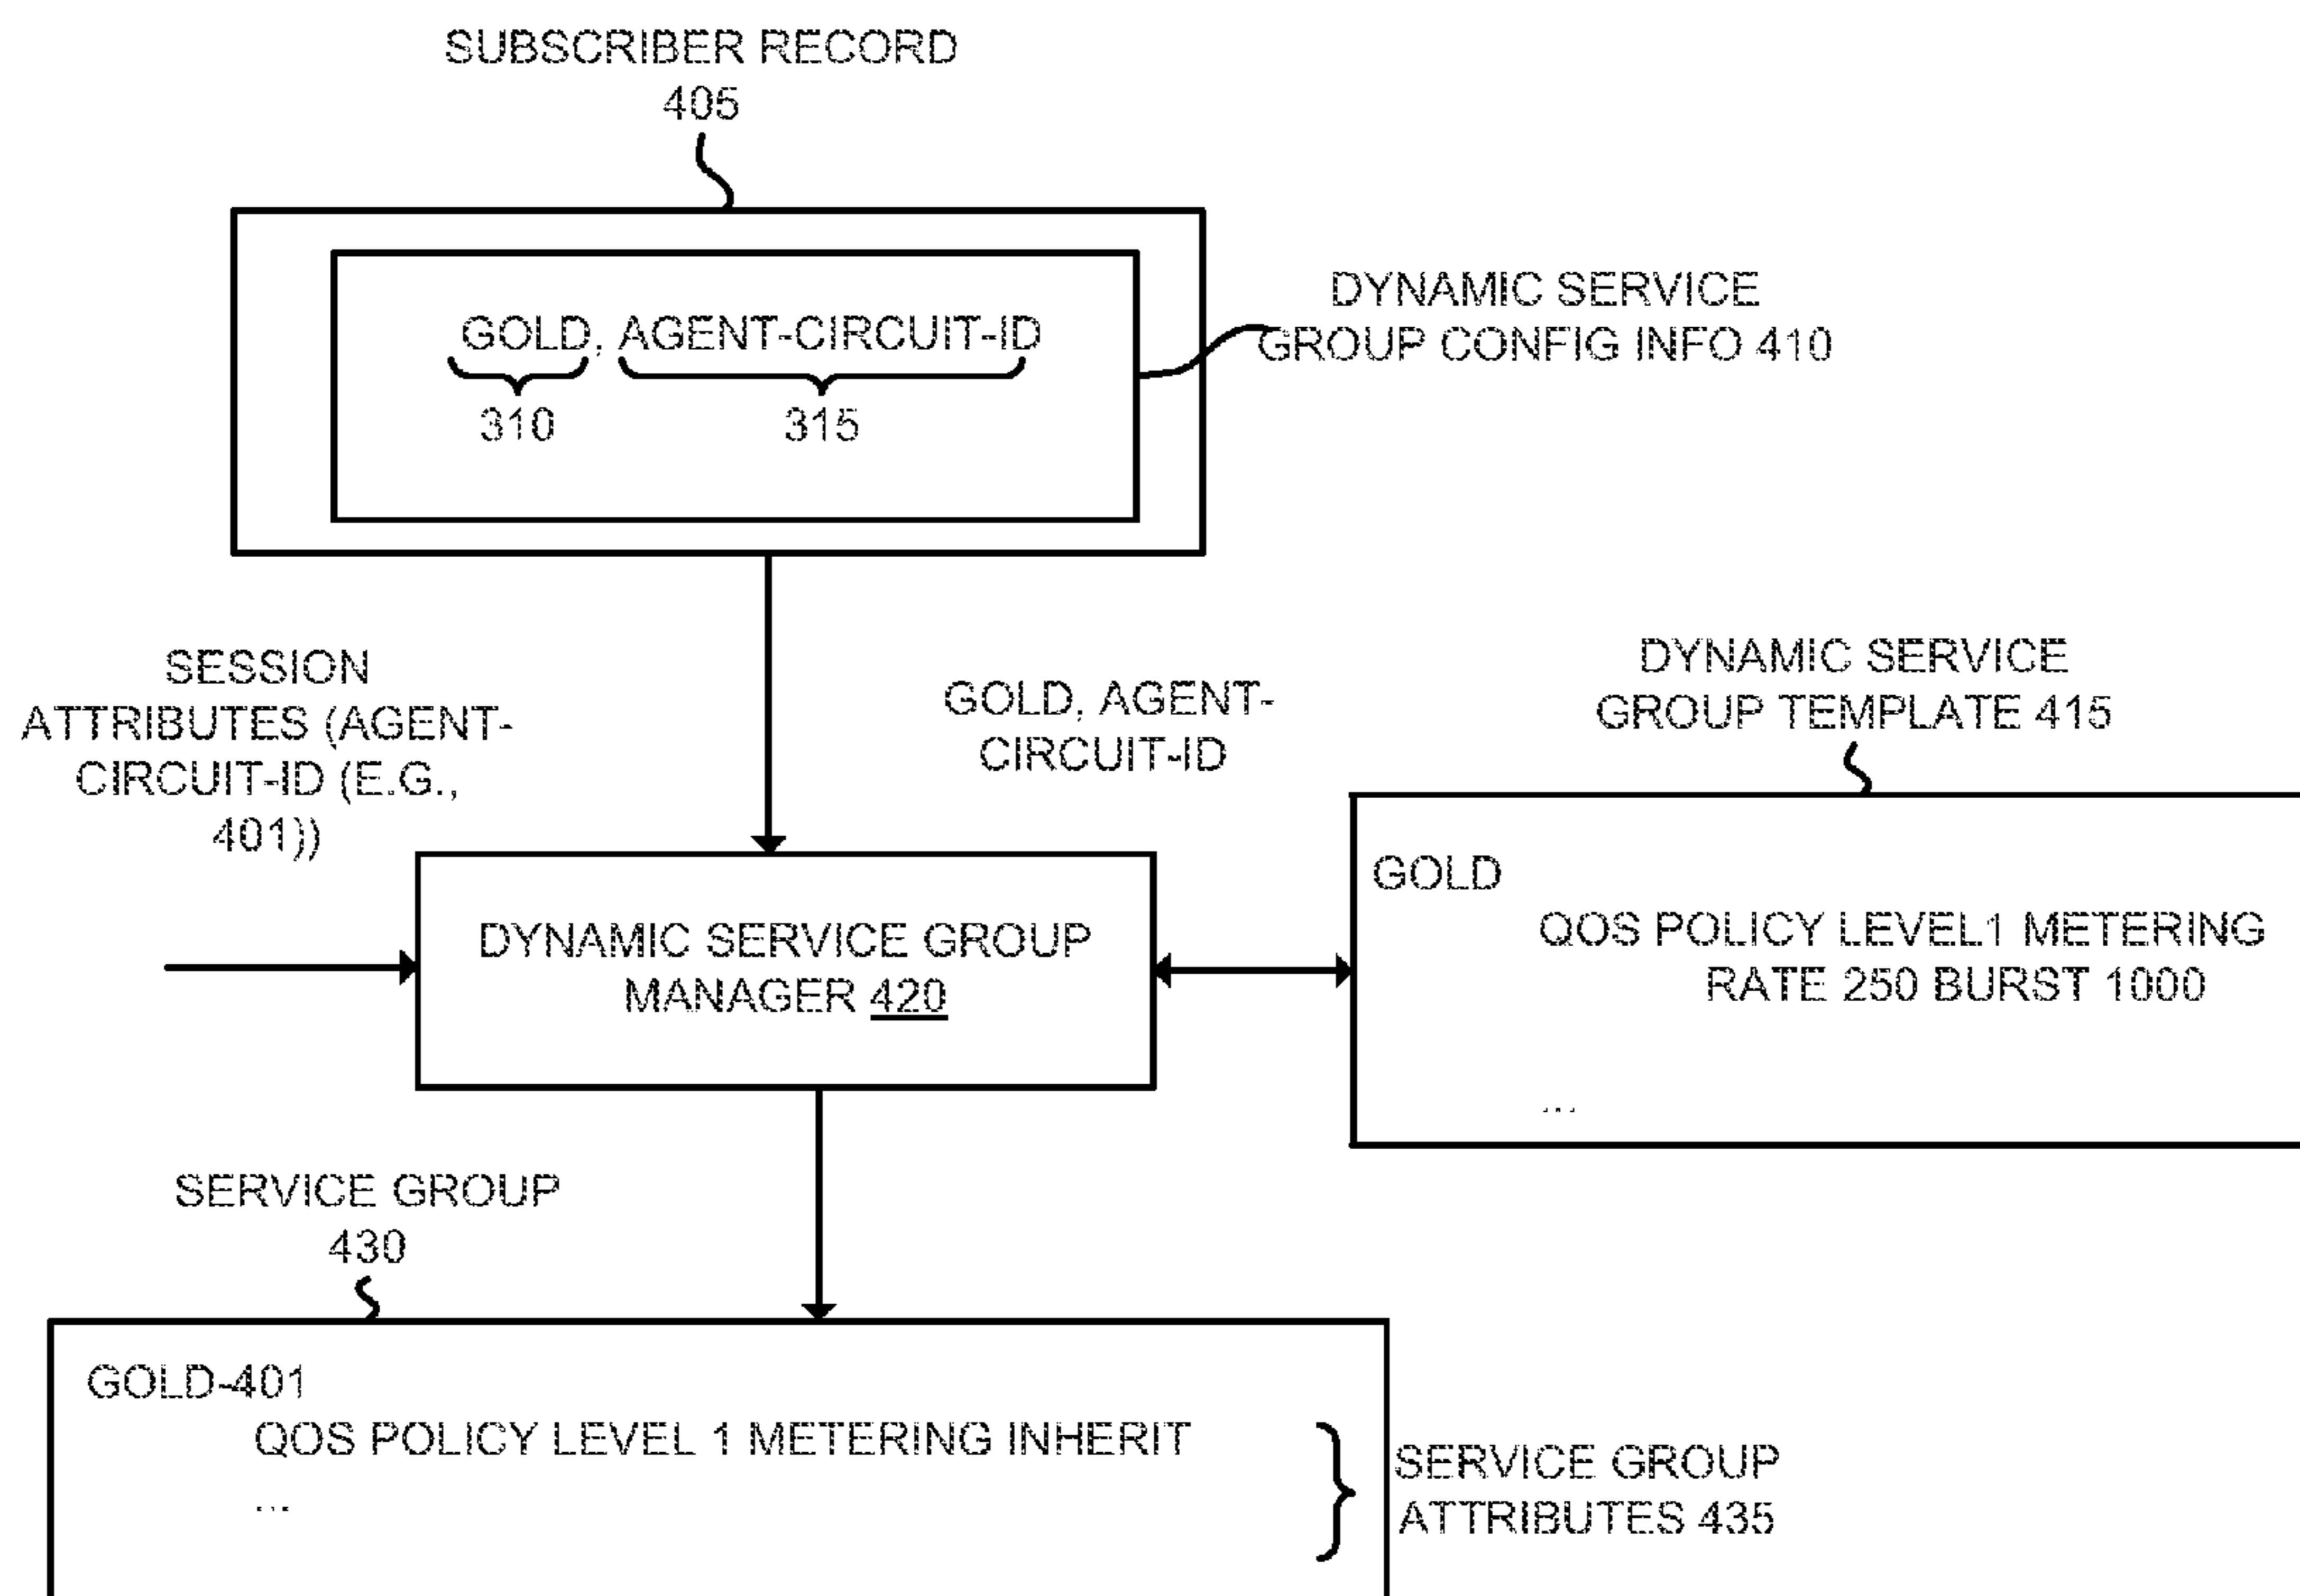 SUBSCRIBER RECORD
405
GOLD, AGENT-CIRCUIT-ID
310
315
DYNAMIC SERVICE
GROUP CONFIG INFO 410
SESSION
ATTRIBUTES (AGENT-
CIRCUIT-ID (E.G.,
401))
GOLD, AGENT-
CIRCUIT-ID
DYNAMIC SERVICE
GROUP TEMPLATE 415
DYNAMIC SERVICE GROUP
MANAGER 420
GOLD
QOS POLICY LEVEL1 METERING
RATE 250 BURST 1000
...
SERVICE GROUP
430
GOLD-401
QOS POLICY LEVEL 1 METERING INHERIT
...
SERVICE GROUP
ATTRIBUTES 435